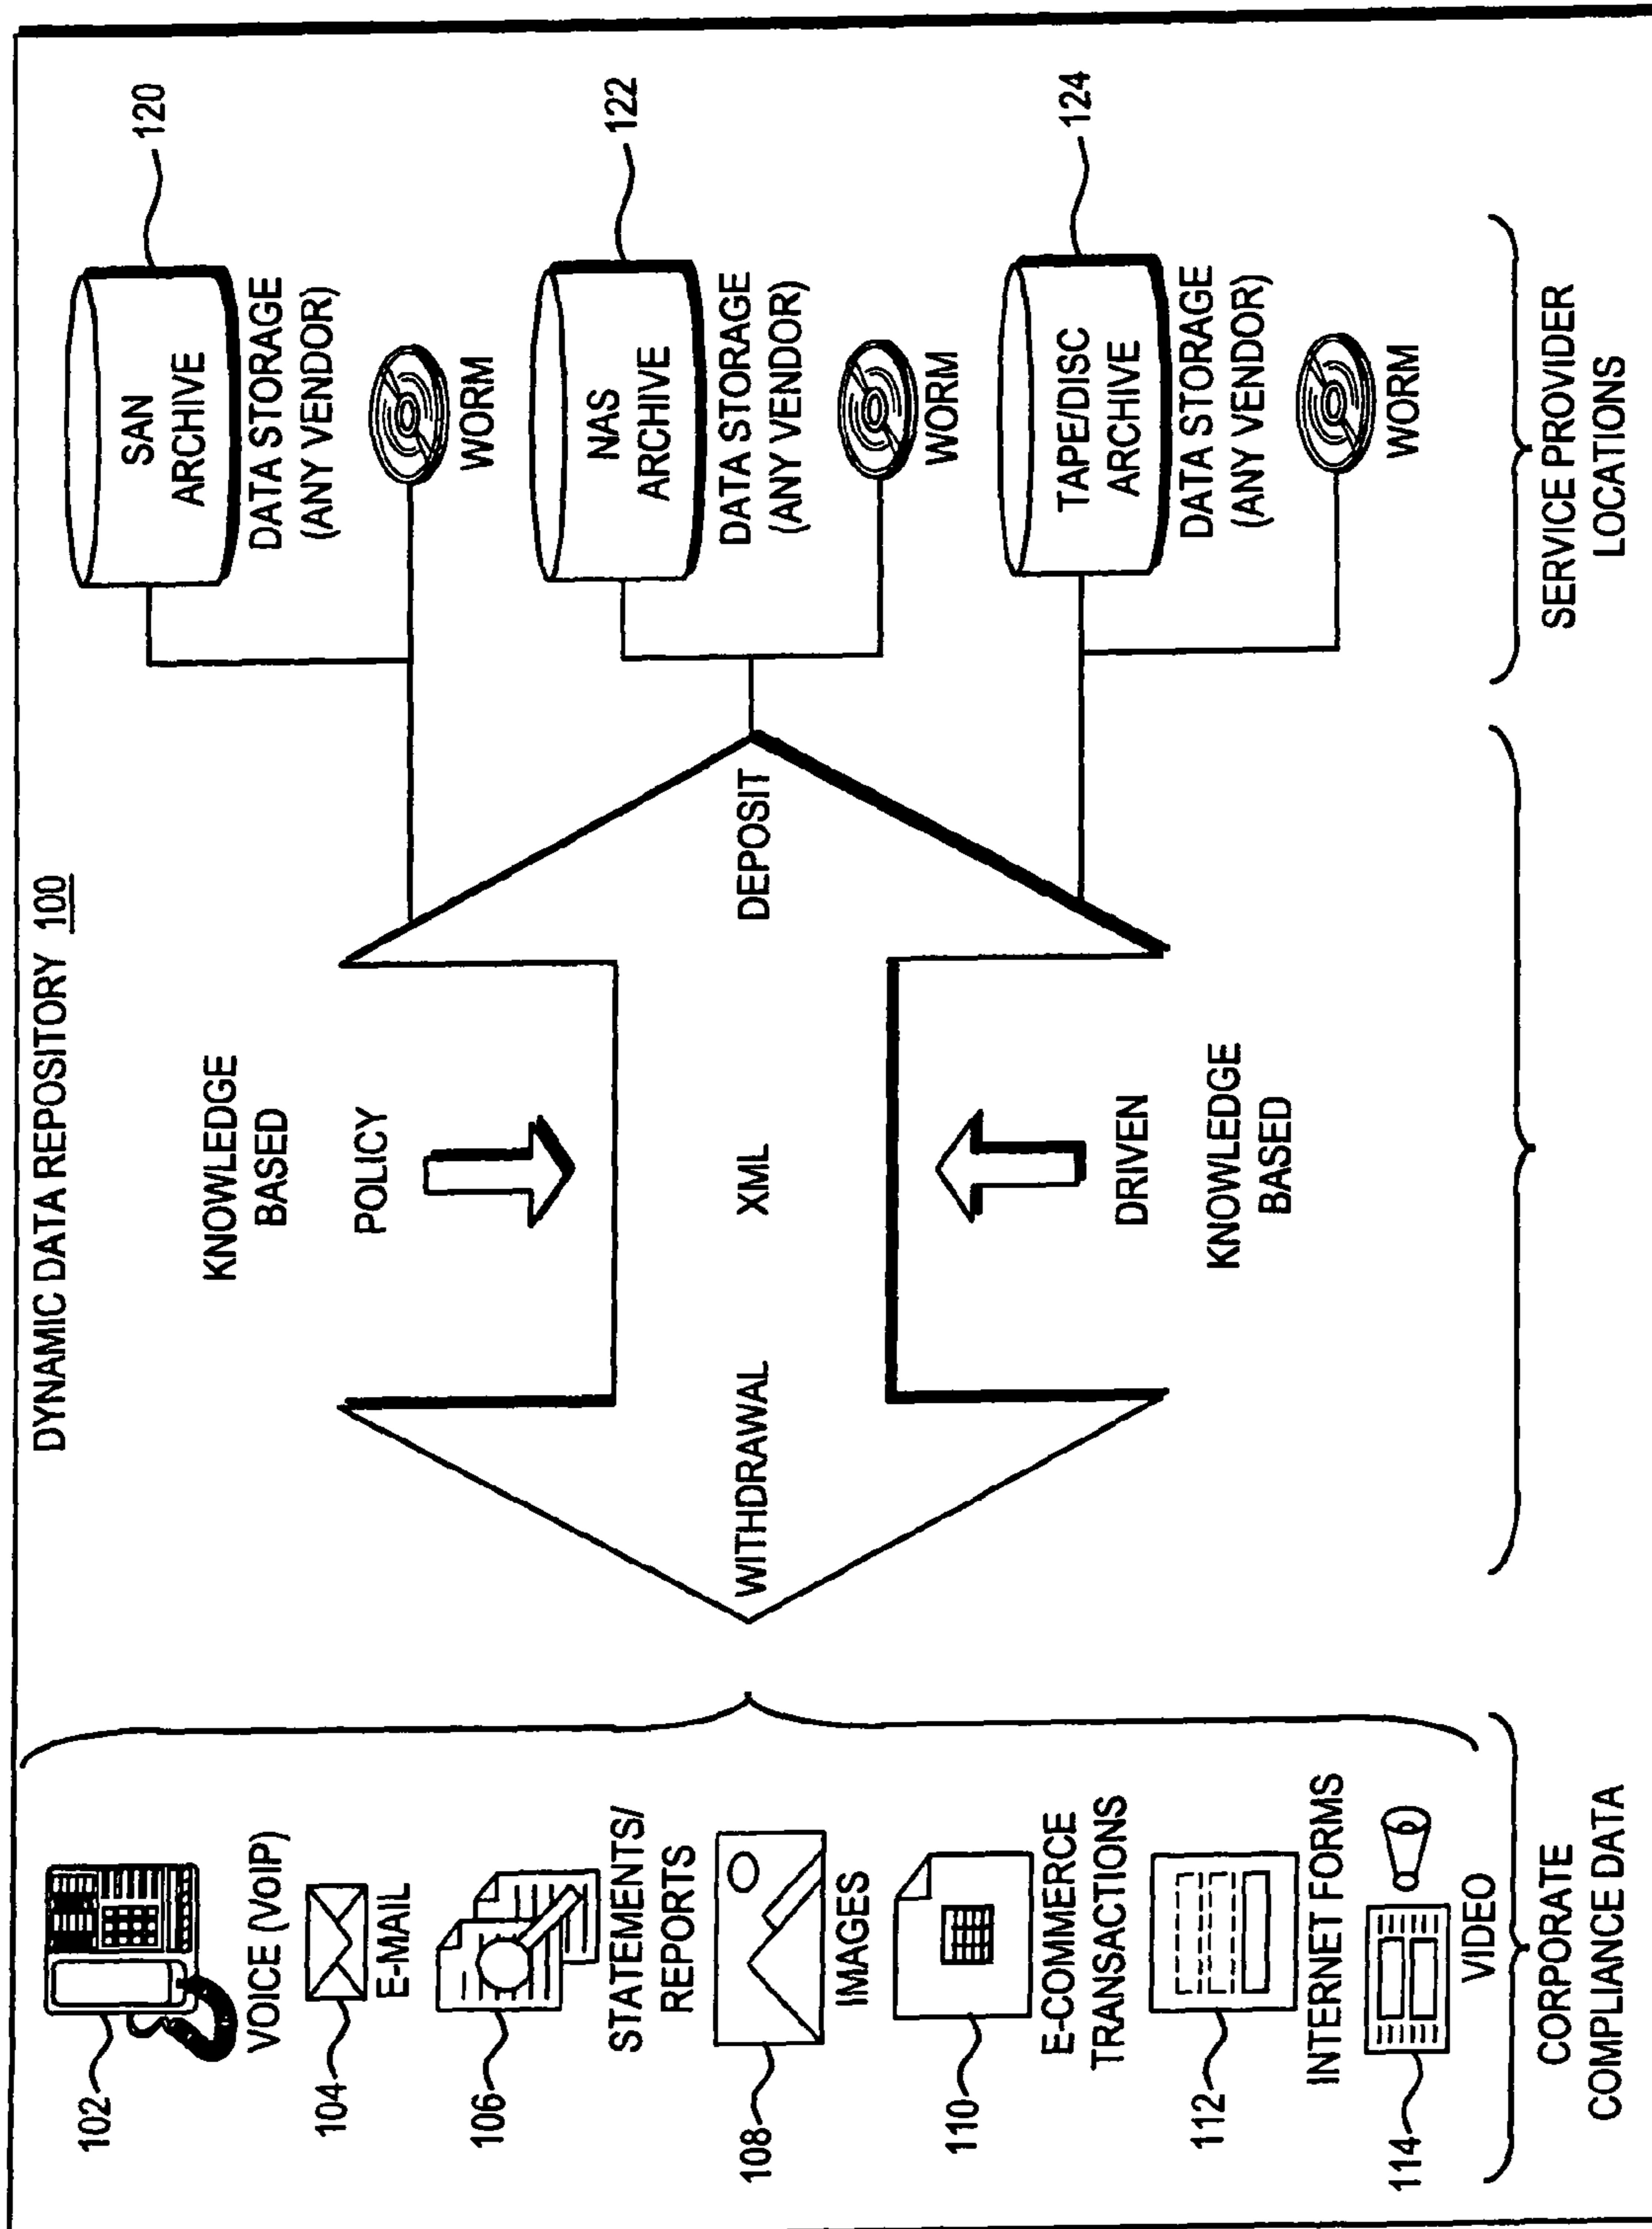 DYNAMIC DATA REPOSITORY 100
102
VOICE (VoIP)
104
E-MAIL
106
STATEMENTS/
REPORTS
108
IMAGES
110
E-COMMERCE
TRANSACTIONS
112
INTERNET FORMS
114
VIDEO
CORPORATE
COMPLIANCE DATA
KNOWLEDGE
BASED
POLICY
WITHDRAWAL
XML
DEPOSIT
DRIVEN
KNOWLEDGE
BASED
120
SAN
ARCHIVE
DATA STORAGE
(ANY VENDOR)
WORM
122
NAS
ARCHIVE
DATA STORAGE
(ANY VENDOR)
WORM
124
TAPE/DISC
ARCHIVE
DATA STORAGE
(ANY VENDOR)
WORM
SERVICE PROVIDER
LOCATIONS